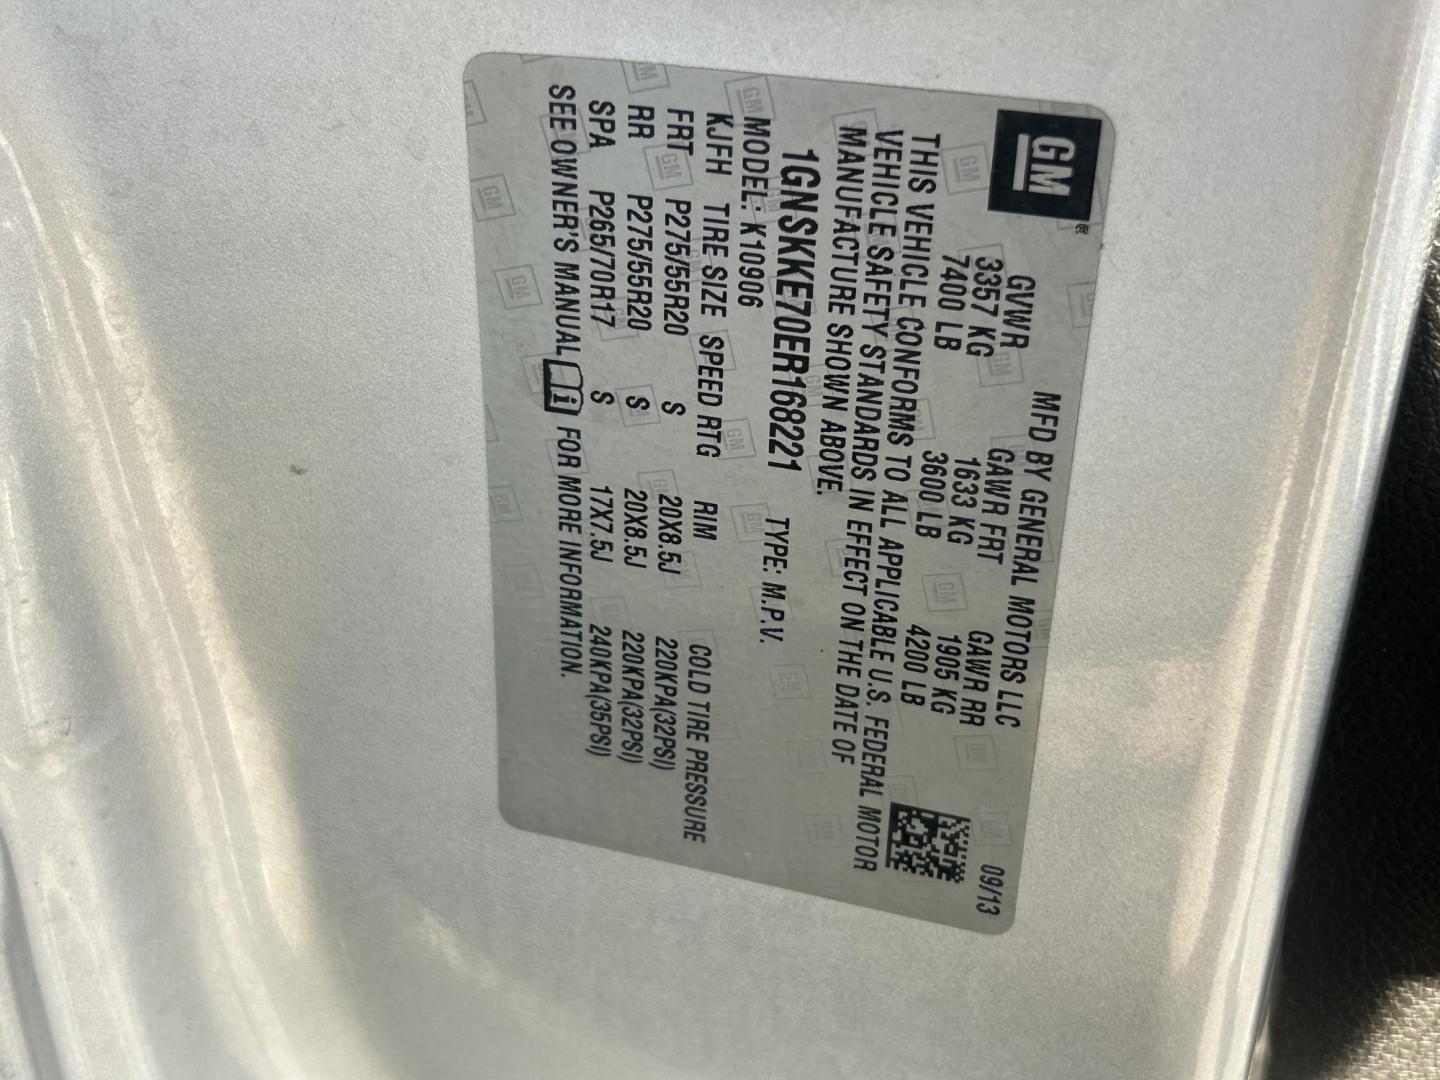 GM
MFD BY GENERAL MOTORS LLC 09/13
GVWR GAWR FRT GAWR RR
3357 KG 1633 KG 1905 KG
7400 LB 3600 LB 4200 LB
THIS VEHICLE CONFORMS TO ALL APPLICABLE U.S. FEDERAL MOTOR
VEHICLE SAFETY STANDARDS IN EFFECT ON THE DATE OF
MANUFACTURE SHOWN ABOVE.
1GNSKKE70ER168221 TYPE: M.P.V.
MODEL: K10906
KJFH TIRE SIZE SPEED RTG RIM COLD TIRE PRESSURE
FRT P275/55R20 S 20X8.5J 220KPA(32PSI)
RR P275/55R20 S 20X8.5J 220KPA(32PSI)
SPA P265/70R17 S 17X7.5J 240KPA(35PSI)
SEE OWNER'S MANUAL i FOR MORE INFORMATION.